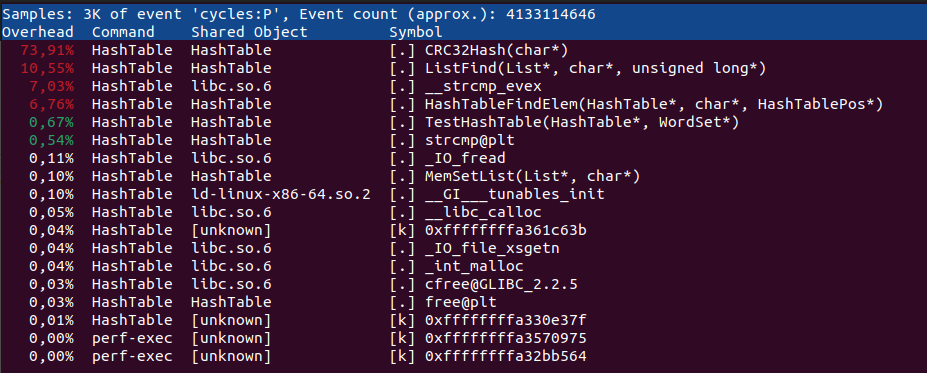 Samples: 3K of event 'cycles:P', Event count (approx.): 4133114646
Overhead  Command    Shared Object         Symbol
  73,91%  HashTable  HashTable             [.] CRC32Hash(char*)
  10,55%  HashTable  HashTable             [.] ListFind(List*, char*, unsigned long*)
   7,03%  HashTable  libc.so.6             [.] __strcmp_evex
   6,76%  HashTable  HashTable             [.] HashTableFindElem(HashTable*, char*, HashTablePos*)
   0,67%  HashTable  HashTable             [.] TestHashTable(HashTable*, WordSet*)
   0,54%  HashTable  HashTable             [.] strcmp@plt
   0,11%  HashTable  libc.so.6             [.] _IO_fread
   0,10%  HashTable  HashTable             [.] MemSetList(List*, char*)
   0,10%  HashTable  ld-linux-x86-64.so.2  [.] __GI___tunables_init
   0,05%  HashTable  libc.so.6             [.] __libc_calloc
   0,04%  HashTable  [unknown]             [k] 0xffffffffa361c63b
   0,04%  HashTable  libc.so.6             [.] _IO_file_xsgetn
   0,04%  HashTable  libc.so.6             [.] _int_malloc
   0,03%  HashTable  libc.so.6             [.] cfree@GLIBC_2.2.5
   0,03%  HashTable  HashTable             [.] free@plt
   0,01%  HashTable  [unknown]             [k] 0xffffffffa330e37f
   0,00%  perf-exec  [unknown]             [k] 0xffffffffa3570975
   0,00%  perf-exec  [unknown]             [k] 0xffffffffa32bb564